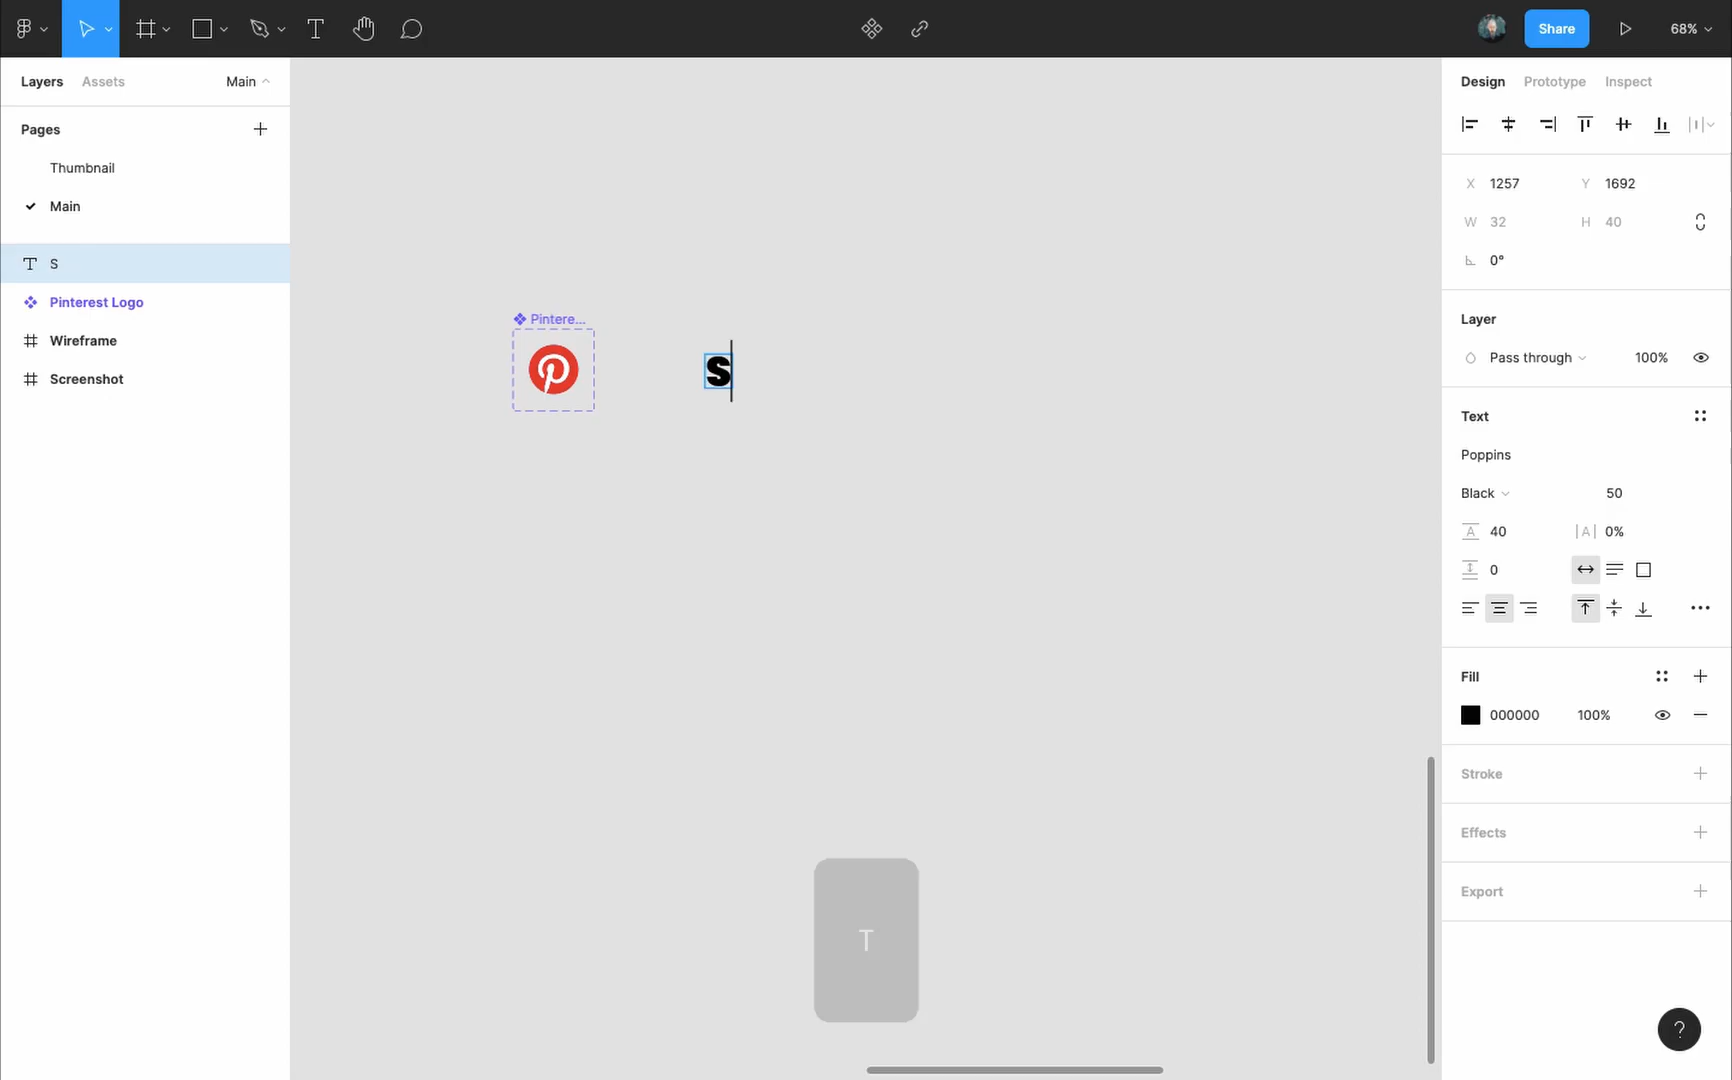 Share
68%
Layers
Assets
Main
Pages
Thumbnail
Main
S
Pinterest Logo
Wireframe
Screenshot
Pintere...
S
T
Design
Prototype
Inspect
X 1257
Y 1692
W 32
H 40
0°
Layer
Pass through
100%
Text
Poppins
Black
50
A 40
|A| 0%
0
Fill
000000
100%
Stroke
Effects
Export
?